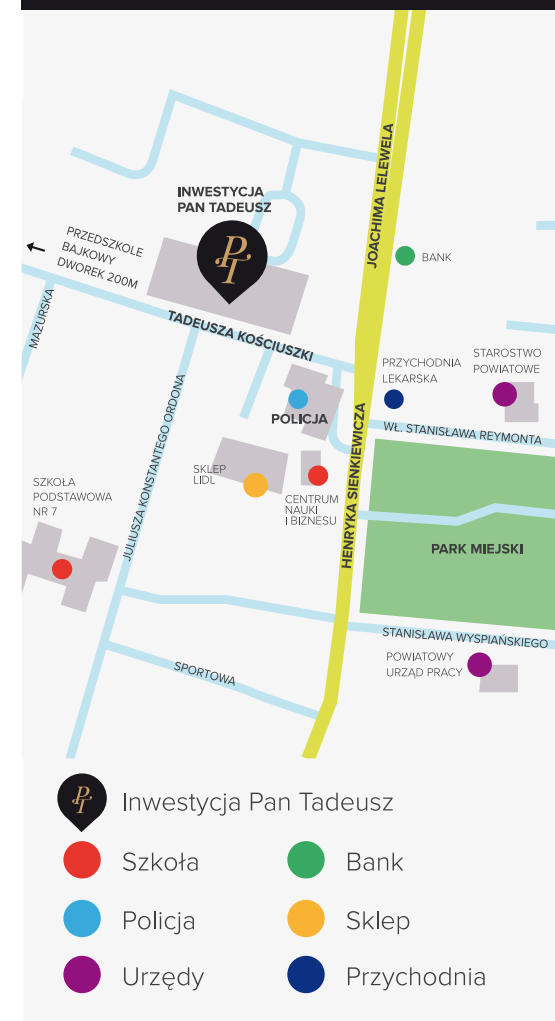 JOACHIMA LELEWELA
INWESTYCJA
PAN TADEUSZ
PT
PRZEDSZKOLE
BAJKOWY
DWOREK 200M
BANK
MAZURSKA
TADEUSZA KOŚCIUSZKI
PRZYCHODNIA
LEKARSKA
STAROSTWO
POWIATOWE
JULIUSZA KONSTANTEGO ORDONA
POLICJA
WŁ. STANISŁAWA REYMONTA
HENRYKA SIENKIEWICZA
SKLEP
LIDL
SZKOŁA
PODSTAWOWA
NR 7
CENTRUM
NAUKI
I BIZNESU
PARK MIEJSKI
STANISŁAWA WYSPIAŃSKIEGO
POWIATOWY
URZĄD PRACY
SPORTOWA
PT
Inwestycja Pan Tadeusz
Szkoła
Bank
Policja
Sklep
Urzędy
Przychodnia